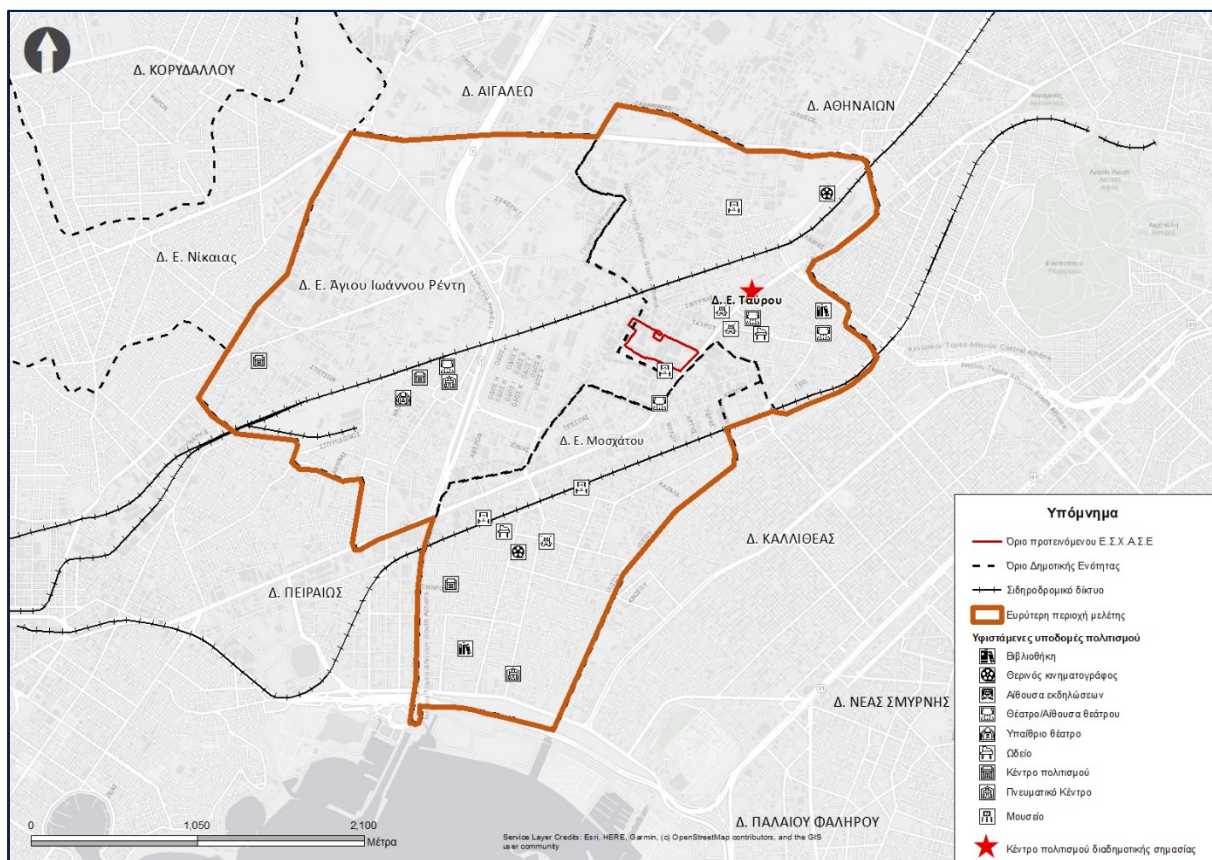 Δ. ΚΟΡΥΔΑΛΛΟΥ
Δ. ΑΙΓΑΛΕΩ
Δ. ΑΘΗΝΑΙΩΝ
Δ. Ε. Νίκαιας
Δ. Ε. Άγιου Ιωάννου Ρέντη
Δ. Ε. Ταύρου
ΣΜΥΡΝΗΣ
ΤΑΥΡΟΥ
Δ. Ε. Μοσχάτου
Δ. ΚΑΛΛΙΘΕΑΣ
Δ. ΠΕΙΡΑΙΩΣ
Δ. ΝΕΑΣ ΣΜΥΡΝΗΣ
Δ. ΠΑΛΑΙΟΥ ΦΑΛΗΡΟΥ
Υπόμνημα
Όριο προτεινόμενου Ε.Σ.Χ.Α.Σ.Ε
Όριο Δημοτικής Ενότητας
Σιδηροδρομικό δίκτυο
Ευρύτερη περιοχή μελέτης
Υφιστάμενες υποδομές πολιτισμού
Βιβλιοθήκη
Θερινός κινηματογράφος
Αίθουσα εκδηλώσεων
Θέατρο/Αίθουσα θεάτρου
Υπαίθριο θέατρο
Ωδείο
Κέντρο πολιτισμού
Πνευματικό Κέντρο
Μουσείο
Κέντρο πολιτισμού διαδημοτικής σημασίας
0 1,050 2,100
Μέτρα
Service Layer Credits: Esri, HERE, Garmin, (c) OpenStreetMap contributors, and the GIS
user community